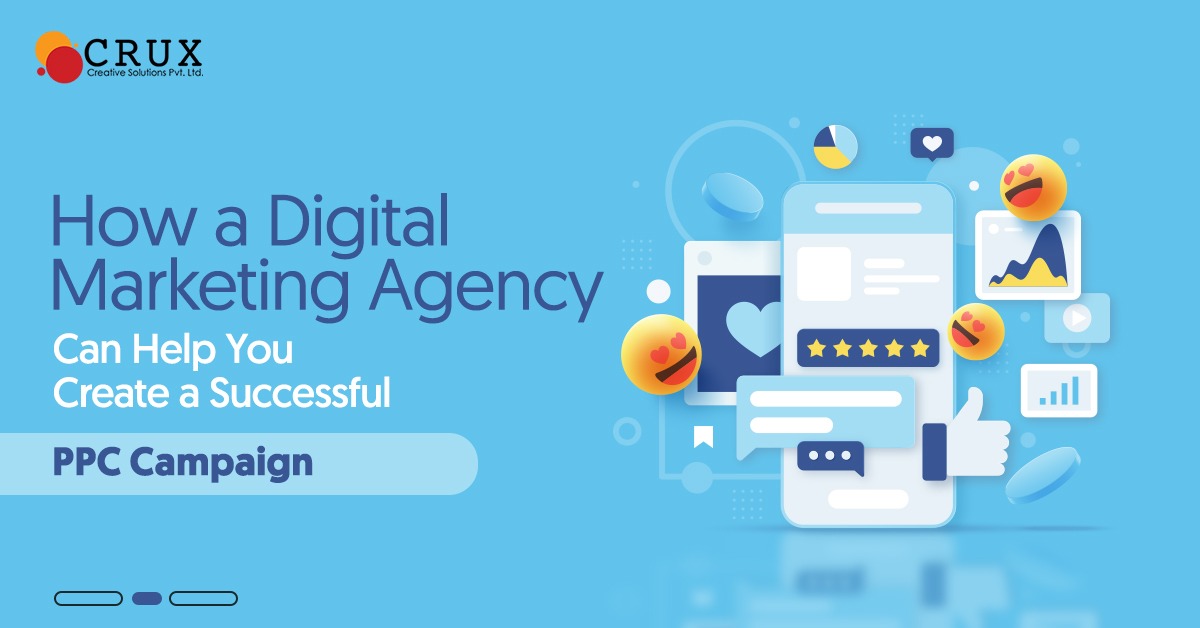 CRUX
Creative Solutions Pvt. Ltd.
How a Digital
Marketing Agency
Can Help You
Create a Successful
PPC Campaign